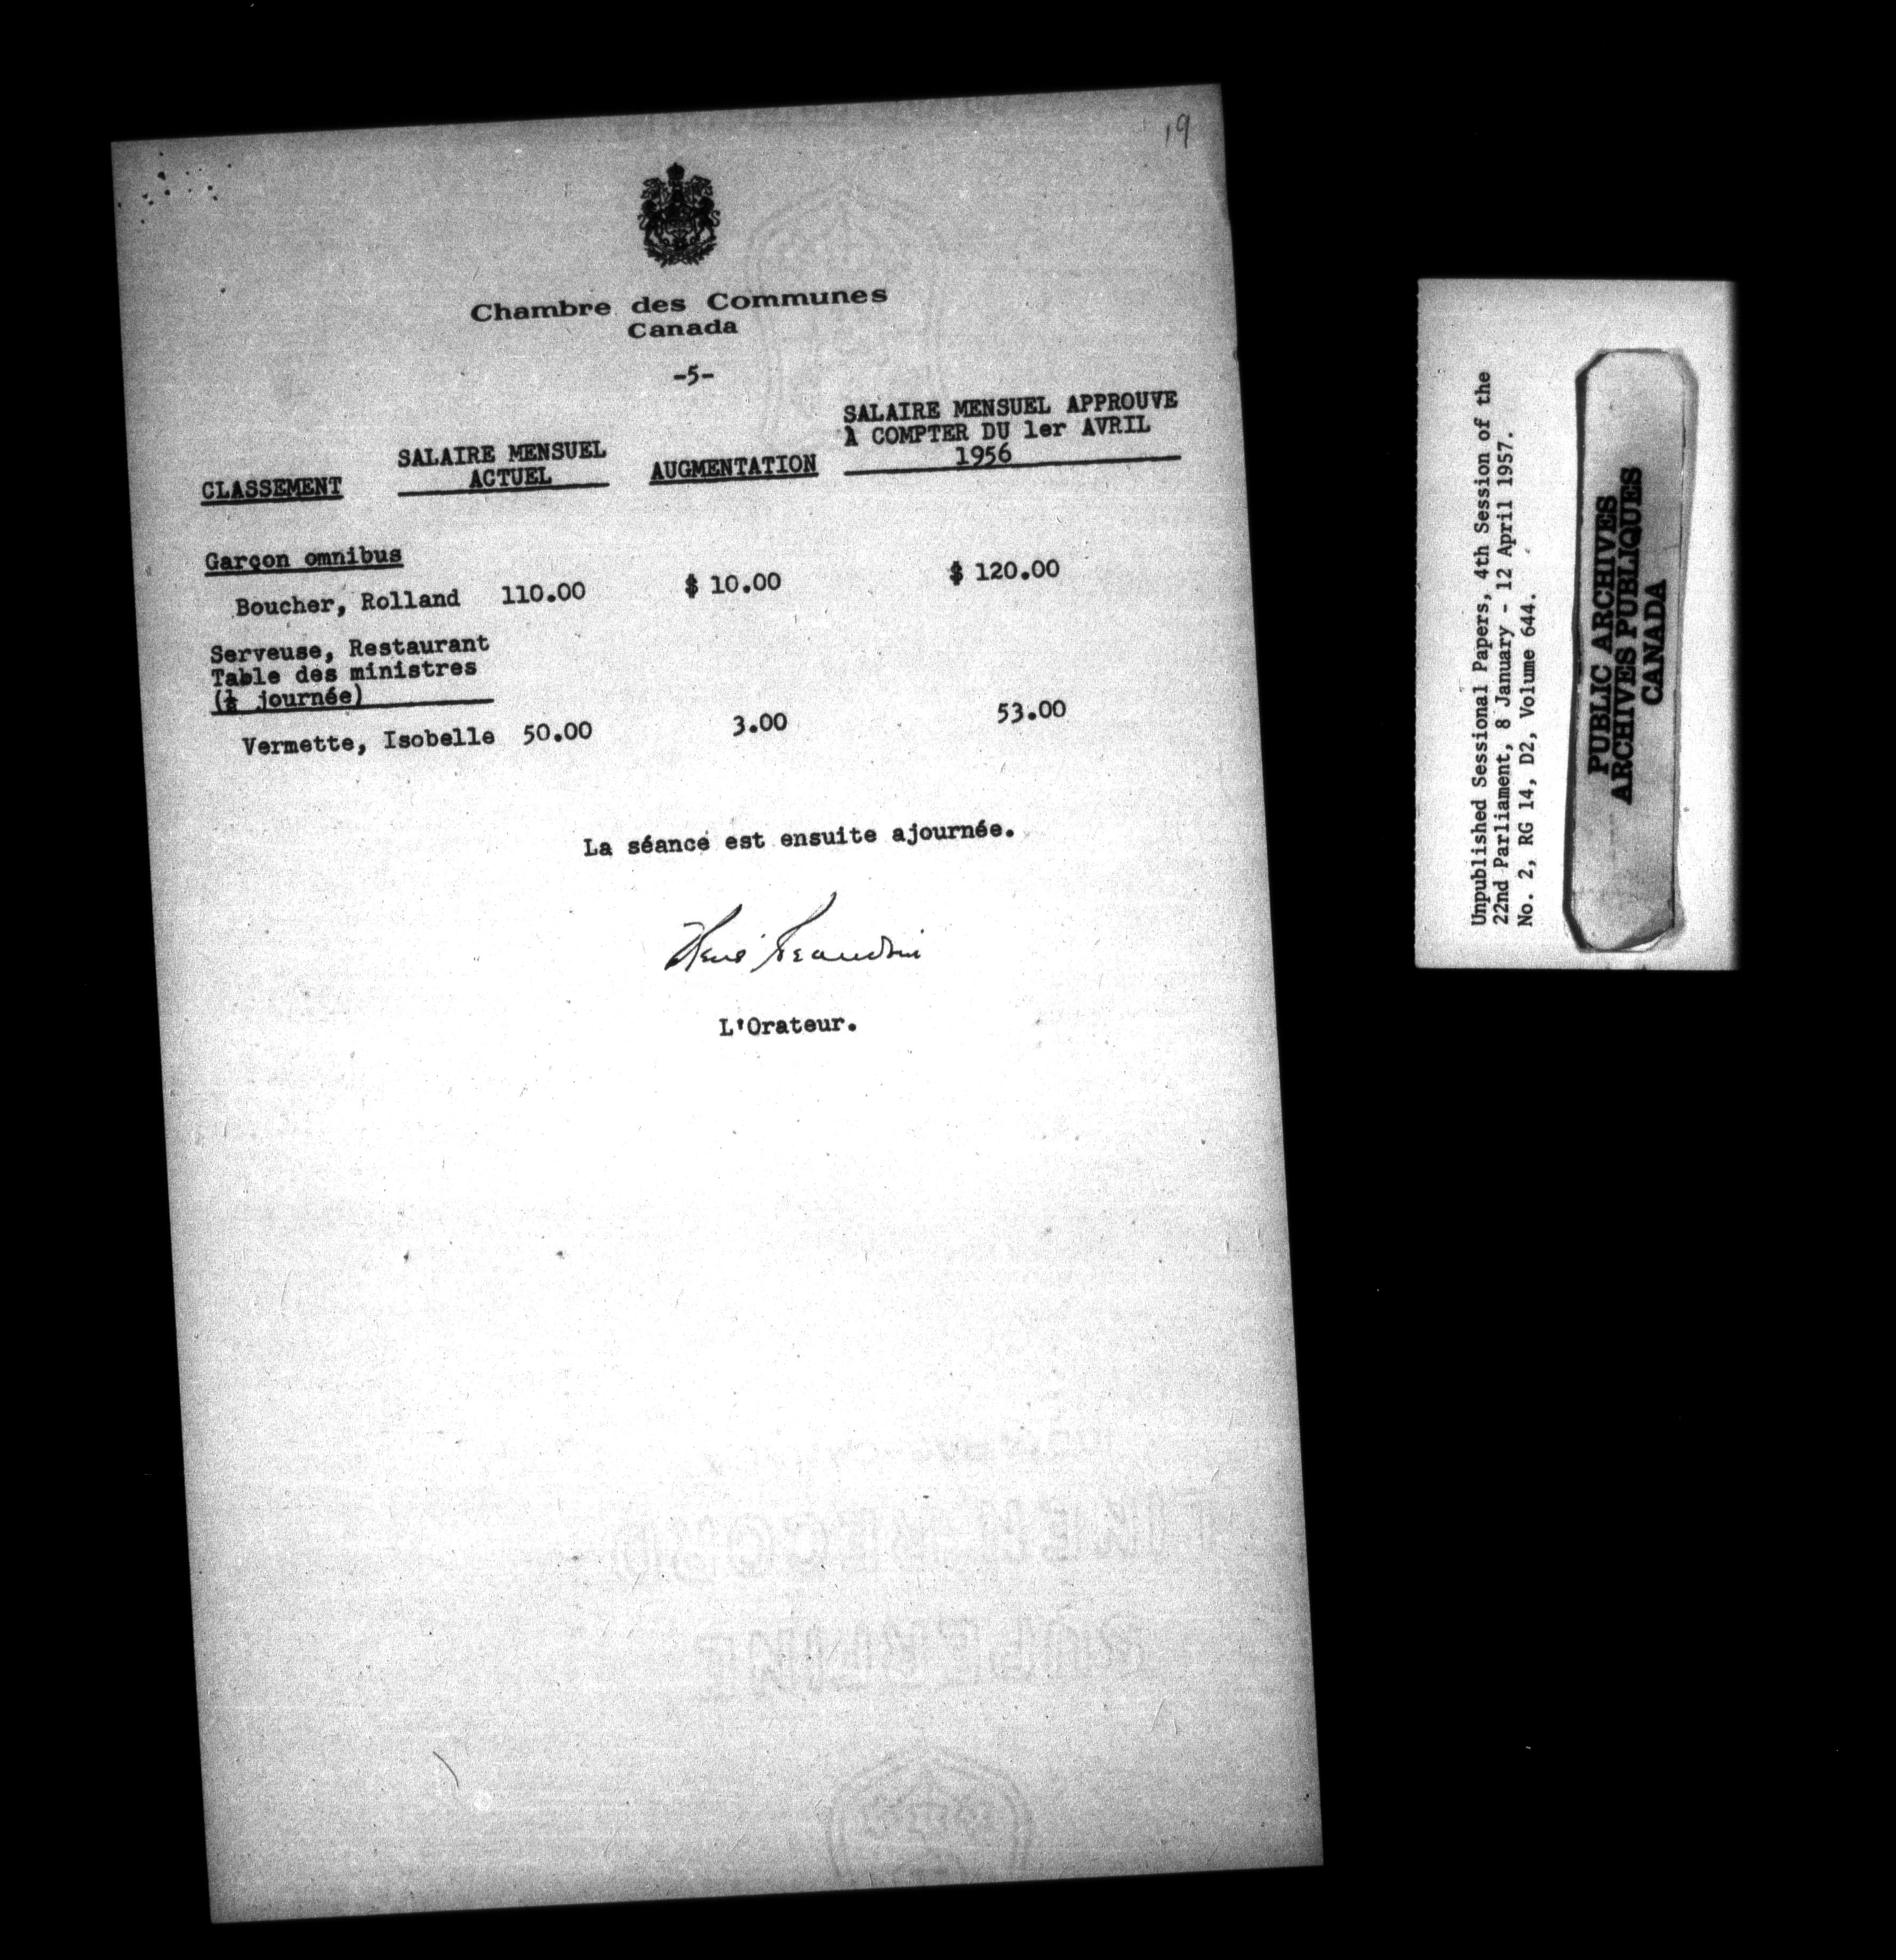 19
Chambre des Communes
Canada
-5-
CLASSEMENT SALAIRE MENSUEL ACTUEL AUGMENTATION SALAIRE MENSUEL APPROUVE À COMPTER DU 1er AVRIL 1956
Garçon omnibus
Boucher, Rolland 110.00 $ 10.00 $ 120.00
Serveuse, Restaurant
Table des ministres
(½ journée)
Vermette, Isobelle 50.00 3.00 53.00
La séance est ensuite ajournée.
René Beaudoin
L'Orateur.
Unpublished Sessional Papers, 4th Session of the
22nd Parliament, 8 January - 12 April 1957.
No. 2, RG 14, D2, Volume 644.
PUBLIC ARCHIVES
ARCHIVES PUBLIQUES
CANADA